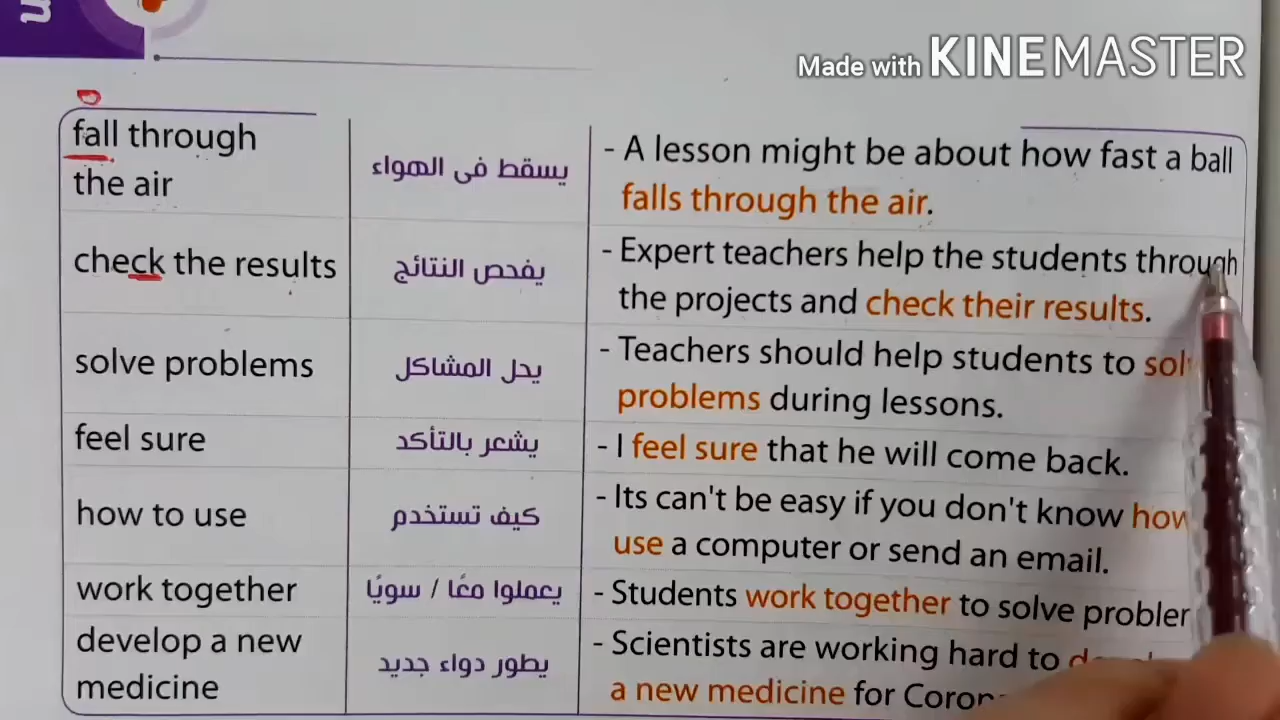 Made with KINEMASTER
fall through
the air
يسقط فى الهواء
- A lesson might be about how fast a ball
falls through the air.
check the results
يفحص النتائج
- Expert teachers help the students through
the projects and check their results.
solve problems
يحل المشاكل
- Teachers should help students to
problems during lessons.
feel sure
يشعر بالتأكد
- I feel sure that he will come back.
how to use
كيف تستخدم
- Its can't be easy if you don't know how
use a computer or send an email.
work together
يعملوا معًا / سويًا
- Students work together to solve
develop a new
medicine
يطور دواء جديد
- Scientists are working hard to
a new medicine for